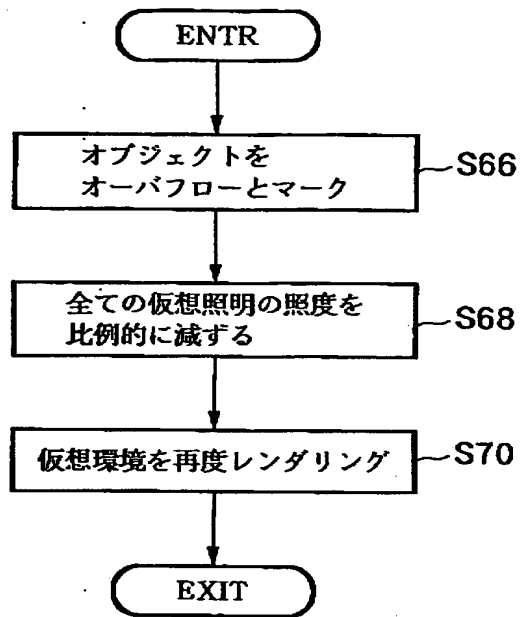 ENTR
オブジェクトを
オーバフローとマーク
S66
全ての仮想照明の照度を
比例的に減ずる
S68
仮想環境を再度レンダリング
S70
EXIT